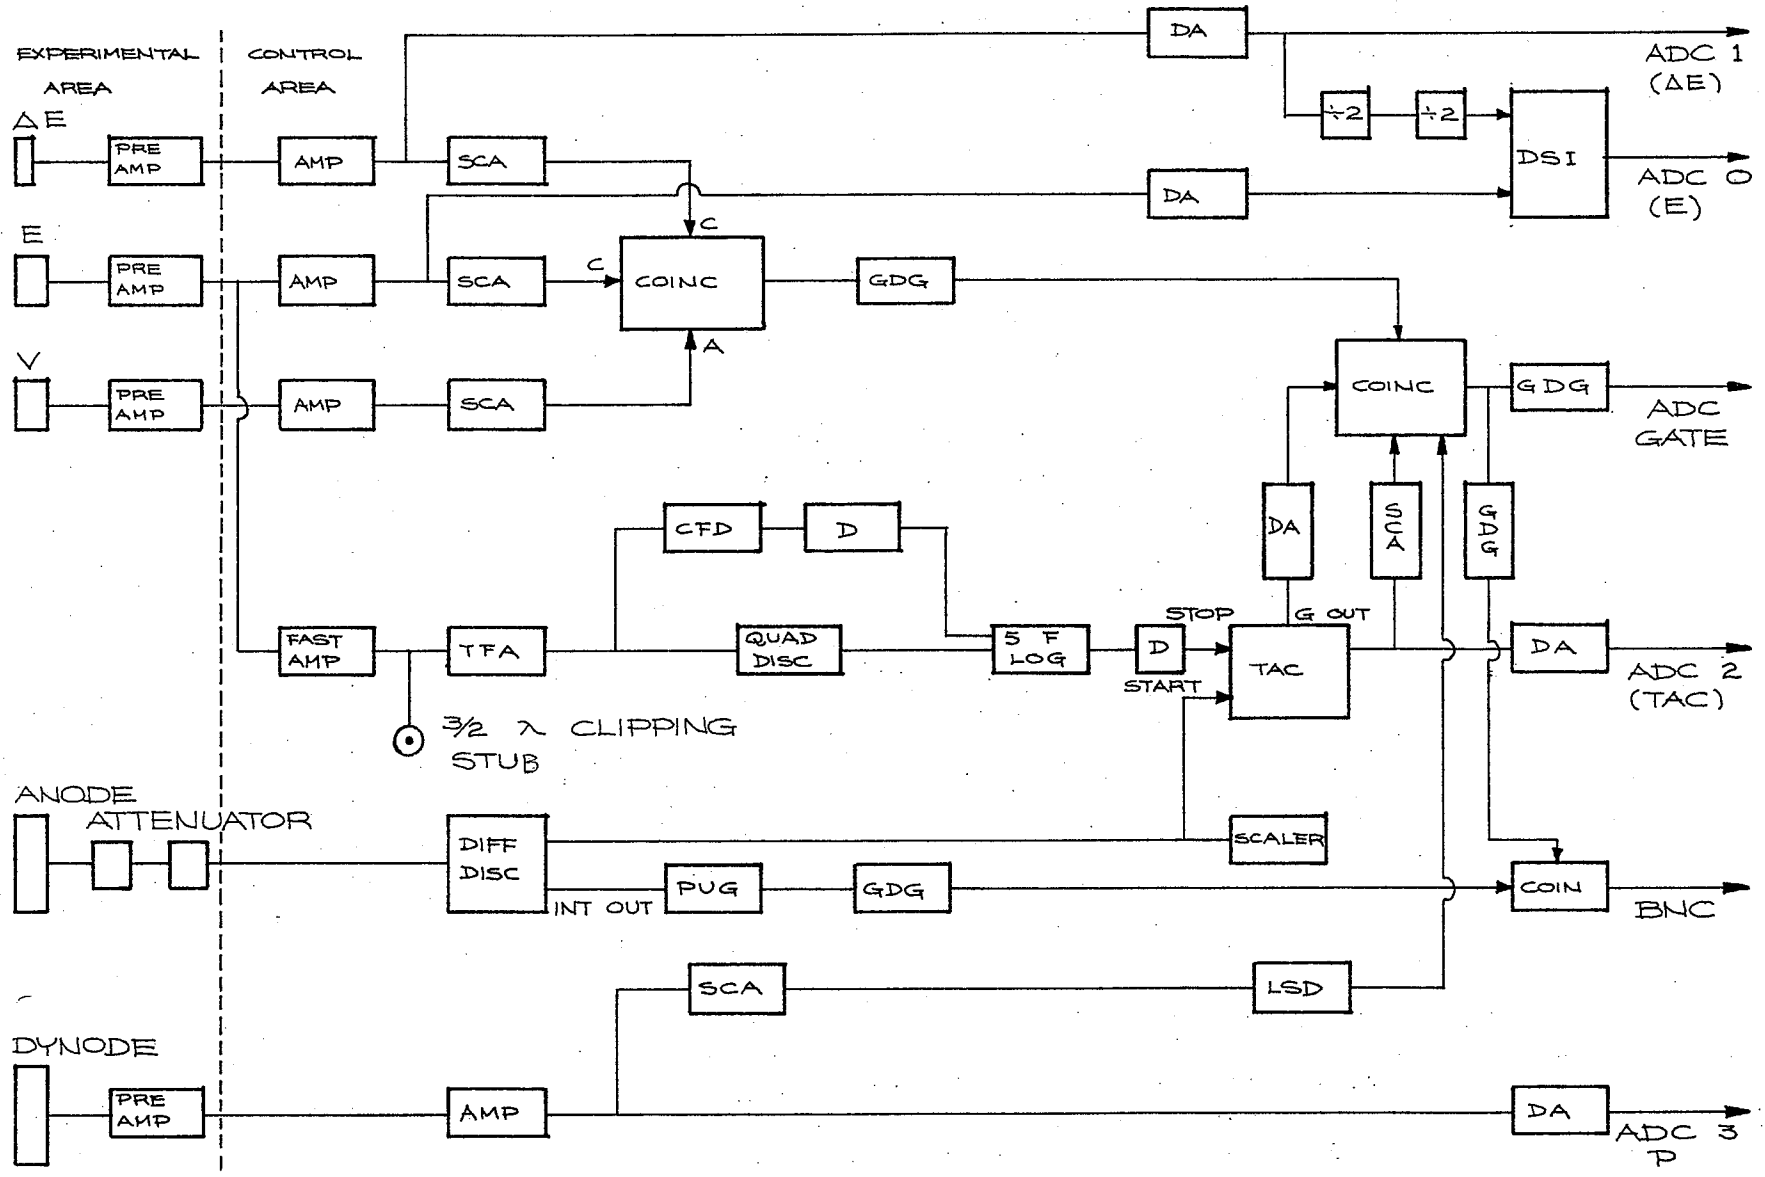 EXPERIMENTAL
AREA
CONTROL
AREA
DA
ADC 1
(ΔE)
ΔE
÷2
÷2
PRE
AMP
AMP
SCA
DSI
ADC 0
(E)
DA
C
E
PRE
AMP
AMP
SCA
C
COINC
GDG
A
V
PRE
AMP
AMP
SCA
COINC
GDG
ADC
GATE
CFD
D
DA
SCA
GDG
STOP
G OUT
FAST
AMP
TFA
QUAD
DISC
5 F
LOG
D
START
TAC
DA
ADC 2
(TAC)
3/2 λ CLIPPING
STUB
ANODE
ATTENUATOR
DIFF
DISC
SCALER
INT OUT
PUG
GDG
COIN
BNC
SCA
LSD
DYNODE
PRE
AMP
AMP
DA
ADC 3
P